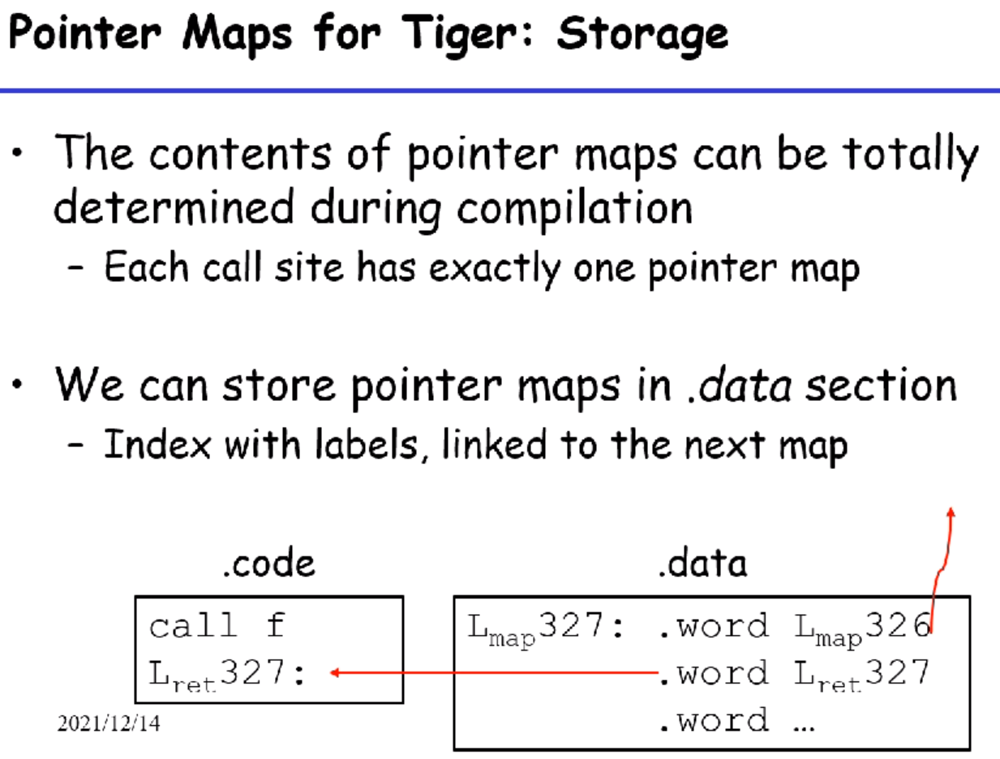 Pointer Maps for Tiger: Storage
• The contents of pointer maps can be totally
determined during compilation
– Each call site has exactly one pointer map
• We can store pointer maps in .data section
– Index with labels, linked to the next map
.code
call f
Lret327:
.data
Lmap327: .word Lmap326
.word Lret327
.word …
2021/12/14